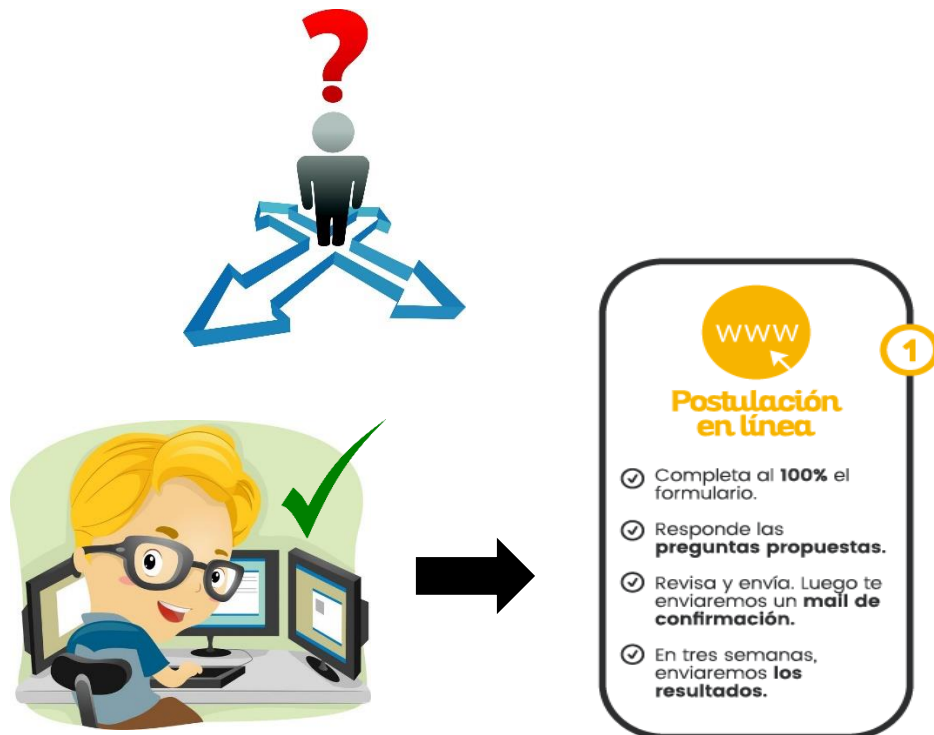 ?
www
1
Postulación
en línea
Completa al 100% el
formulario.
Responde las
preguntas propuestas.
Revisa y envía. Luego te
enviaremos un mail de
confirmación.
En tres semanas,
enviaremos los
resultados.